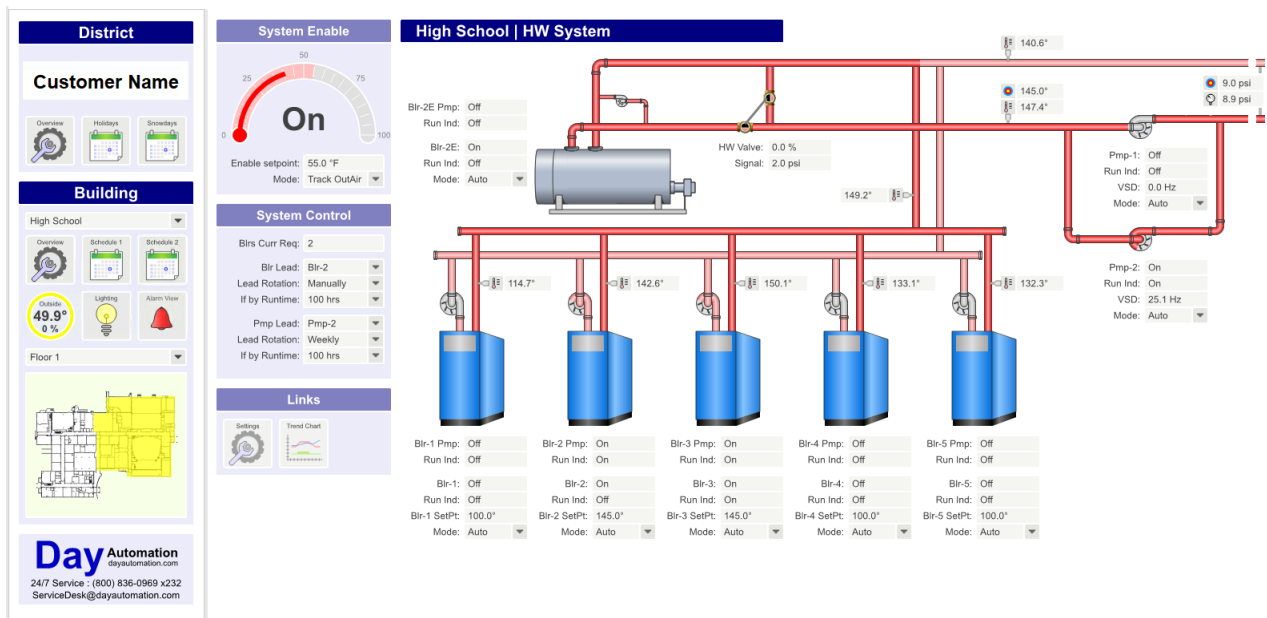 District
Customer Name
Overview
Holidays
Snowdays
Building
High School
Overview
Schedule 1
Schedule 2
Outside
49.9°
0 %
Lighting
Alarm View
Floor 1
Day Automation
dayautomation.com
24/7 Service : (800) 836-0969 x232
ServiceDesk@dayautomation.com
System Enable
0
25
50
75
100
On
Enable setpoint: 55.0 °F
Mode: Track OutAir
System Control
Blrs Curr Req: 2
Blr Lead: Blr-2
Lead Rotation: Manually
If by Runtime: 100 hrs
Pmp Lead: Pmp-2
Lead Rotation: Weekly
If by Runtime: 100 hrs
Links
Settings
Trend Chart
High School | HW System
140.6°
145.0°
147.4°
9.0 psi
8.9 psi
Blr-2E Pmp: Off
Run Ind: Off
Blr-2E: On
Run Ind: Off
Mode: Auto
HW Valve: 0.0 %
Signal: 2.0 psi
149.2°
Pmp-1: Off
Run Ind: Off
VSD: 0.0 Hz
Mode: Auto
Pmp-2: On
Run Ind: On
VSD: 25.1 Hz
Mode: Auto
114.7°
142.6°
150.1°
133.1°
132.3°
Blr-1 Pmp: Off
Run Ind: Off
Blr-1: Off
Run Ind: Off
Blr-1 SetPt: 100.0°
Mode: Auto
Blr-2 Pmp: On
Run Ind: On
Blr-2: On
Run Ind: Off
Blr-2 SetPt: 145.0°
Mode: Auto
Blr-3 Pmp: On
Run Ind: On
Blr-3: On
Run Ind: On
Blr-3 SetPt: 145.0°
Mode: Auto
Blr-4 Pmp: Off
Run Ind: Off
Blr-4: Off
Run Ind: Off
Blr-4 SetPt: 100.0°
Mode: Auto
Blr-5 Pmp: Off
Run Ind: Off
Blr-5: Off
Run Ind: Off
Blr-5 SetPt: 100.0°
Mode: Auto